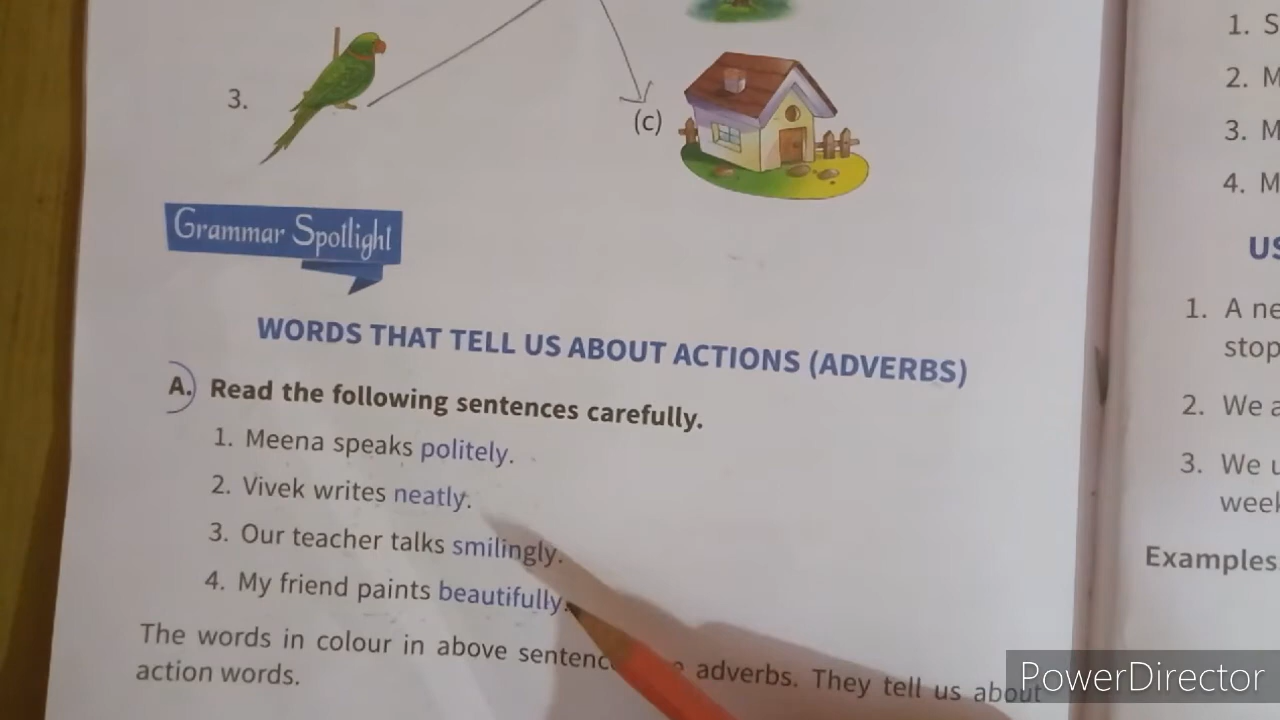 3.
(c)
Grammar Spotlight
WORDS THAT TELL US ABOUT ACTIONS (ADVERBS)
A. Read the following sentences carefully.
1. Meena speaks politely.
2. Vivek writes neatly.
3. Our teacher talks smilingly.
4. My friend paints beautifully.
The words in colour in above adverbs. They tell us about
action words.
1. S
2. M
3. M
4. M
US
1. A
stop
2. We
3. We
week
Examples
PowerDirector